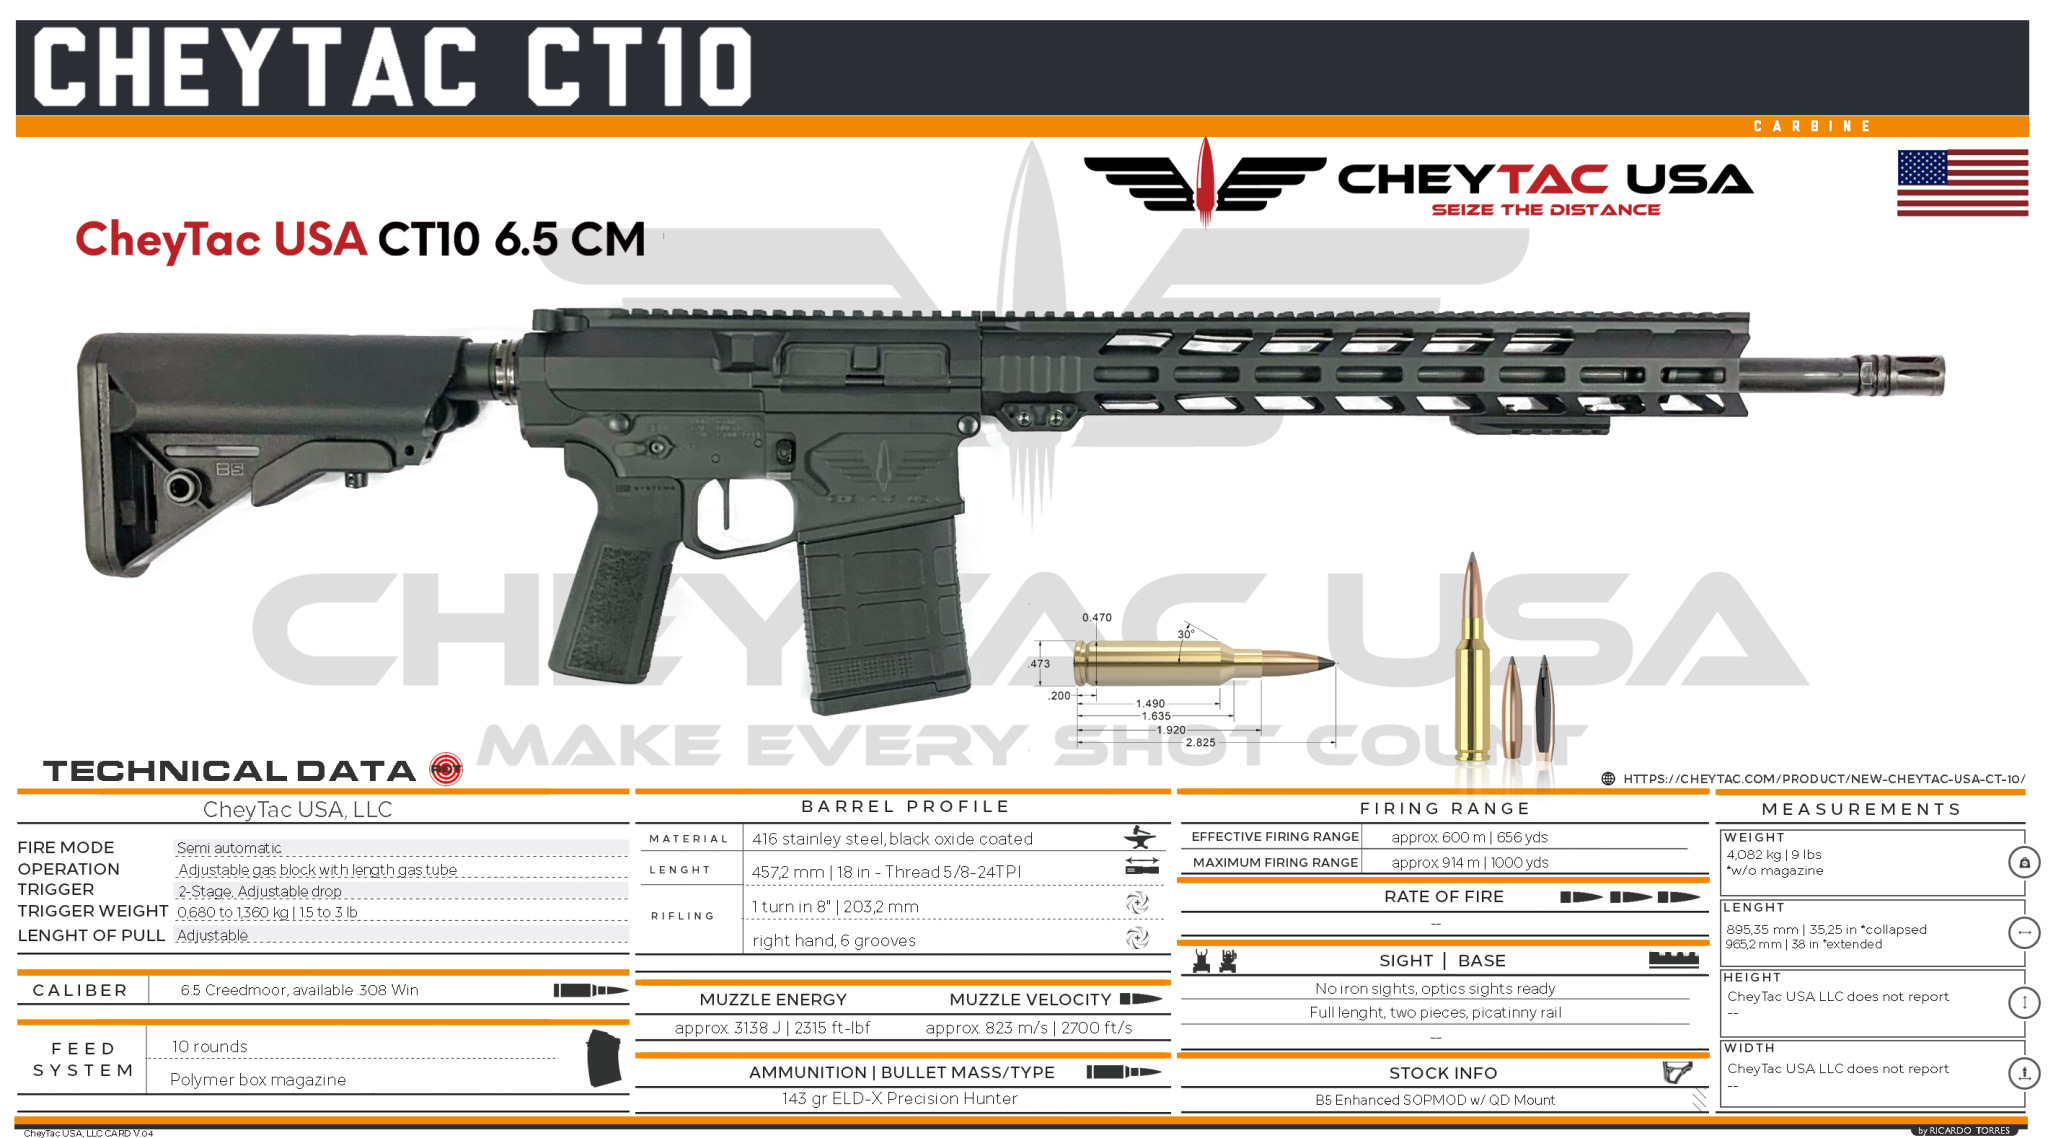 CHEYTAC CT10
CARBINE
CHEYTAC USA
SEIZE THE DISTANCE
CheyTac USA CT10 6.5 CM
B5
SYSTEMS
CHEYTAC USA
MAKE EVERY SHOT COUNT
0.470
30°
.473
.200
1.490
1.635
1.920
2.825
TECHNICAL DATA
HTTPS://CHEYTAC.COM/PRODUCT/NEW-CHEYTAC-USA-CT-10/
CheyTac USA, LLC
FIRE MODE Semi automatic
OPERATION Adjustable gas block with length gas tube
TRIGGER 2-Stage, Adjustable drop
TRIGGER WEIGHT 0,680 to 1,360 kg | 1.5 to 3 lb
LENGHT OF PULL Adjustable
CALIBER 6.5 Creedmoor, available .308 Win
FEED SYSTEM
10 rounds
Polymer box magazine
BARREL PROFILE
MATERIAL 416 stainley steel, black oxide coated
LENGHT 457,2 mm | 18 in - Thread 5/8-24TPI
RIFLING
1 turn in 8" | 203,2 mm
right hand, 6 grooves
MUZZLE ENERGY MUZZLE VELOCITY
approx. 3138 J | 2315 ft-lbf approx. 823 m/s | 2700 ft/s
AMMUNITION | BULLET MASS/TYPE
143 gr ELD-X Precision Hunter
FIRING RANGE
EFFECTIVE FIRING RANGE approx. 600 m | 656 yds
MAXIMUM FIRING RANGE approx. 914 m | 1000 yds
RATE OF FIRE
--
SIGHT | BASE
No iron sights, optics sights ready
Full lenght, two pieces, picatinny rail
--
STOCK INFO
B5 Enhanced SOPMOD w/ QD Mount
MEASUREMENTS
WEIGHT
4,082 kg | 9 lbs
*w/o magazine
LENGHT
895,35 mm | 35,25 in *collapsed
965,2 mm | 38 in *extended
HEIGHT
CheyTac USA LLC does not report
--
WIDTH
CheyTac USA LLC does not report
--
CheyTac USA, LLC CARD V.04
by RICARDO TORRES